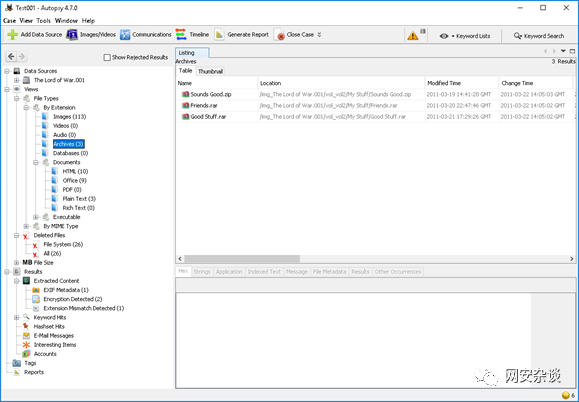 Test001 - Autopsy 4.7.0
Case View Tools Window Help
Add Data Source Images/Videos Communications Timeline Generate Report Close Case Keyword Lists Keyword Search
Show Rejected Results
Data Sources
The Lord of War.001
Views
File Types
By Extension
Images (113)
Videos (0)
Audio (0)
Archives (3)
Databases (0)
Documents
HTML (10)
Office (9)
PDF (0)
Plain Text (3)
Rich Text (0)
Executable
By MIME Type
Deleted Files
File System (26)
All (26)
MB File Size
Results
Extracted Content
EXIF Metadata (1)
Encryption Detected (2)
Extension Mismatch Detected (1)
Keyword Hits
Hashset Hits
E-Mail Messages
Interesting Items
Accounts
Tags
Reports
Listing
Archives 3 Results
Table Thumbnail
Name Location Modified Time Change Time
Sounds Good.zip /img_The Lord of War.001/vol_vol2/My Stuff/Sounds Good.zip 2011-03-19 14:41:28 GMT 2011-03-22 14:05:03 GMT
Friends.rar /img_The Lord of War.001/vol_vol2/My Stuff/Friends.rar 2011-03-20 22:47:46 GMT 2011-03-22 14:05:02 GMT
Good Stuff.rar /img_The Lord of War.001/vol_vol2/My Stuff/Good Stuff.rar 2011-03-21 17:29:26 GMT 2011-03-22 14:05:02 GMT
Hex Strings Application Indexed Text Message File Metadata Results Other Occurrences
网安杂谈
6